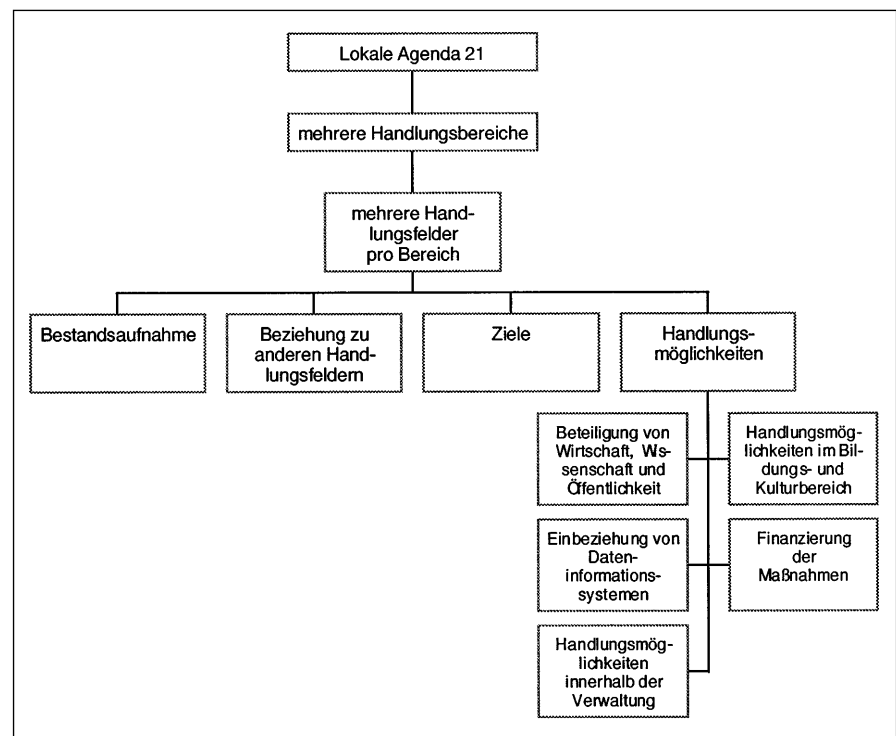 Lokale Agenda 21
mehrere Handlungsbereiche
mehrere Hand-
lungsfelder
pro Bereich
Bestandsaufnahme
Beziehung zu
anderen Hand-
lungsfeldern
Ziele
Handlungs-
möglichkeiten
Beteiligung von
Wirtschaft, Wis-
senschaft und
Öffentlichkeit
Handlungsmög-
lichkeiten im Bil-
dungs- und
Kulturbereich
Einbeziehung von
Daten-
informations-
systemen
Finanzierung
der
Maßnahmen
Handlungsmög-
lichkeiten
innerhalb der
Verwaltung